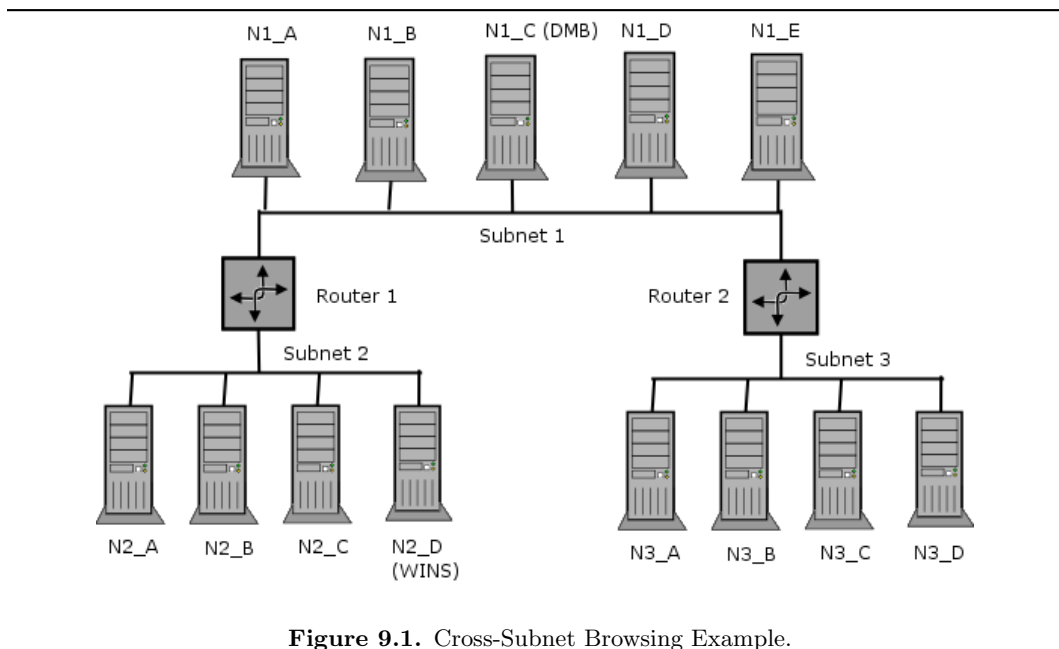 N1_A N1_B N1_C (DMB) N1_D N1_E
Subnet 1
Router 1 Router 2
Subnet 2 Subnet 3
N2_A N2_B N2_C N2_D N3_A N3_B N3_C N3_D
(WINS)
Figure 9.1. Cross-Subnet Browsing Example.